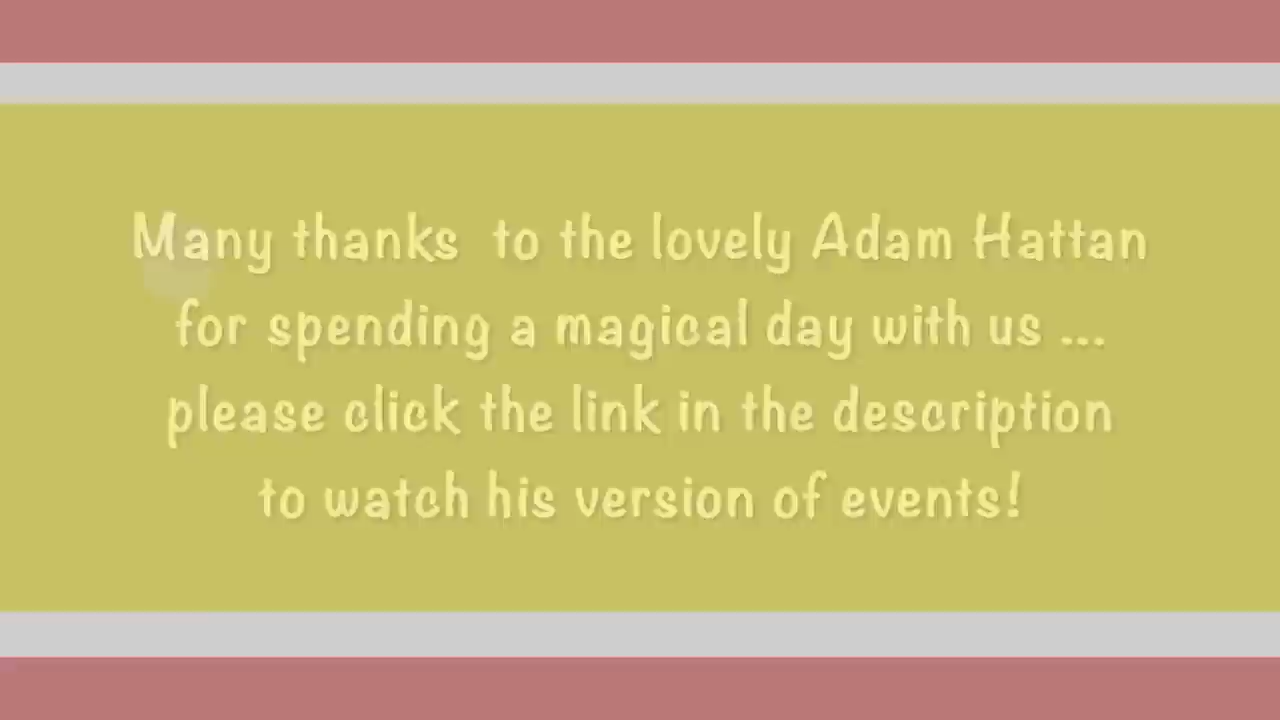 Many thanks  to the lovely Adam Hattan
for spending a magical day with us ...
please click the link in the description
to watch his version of events!